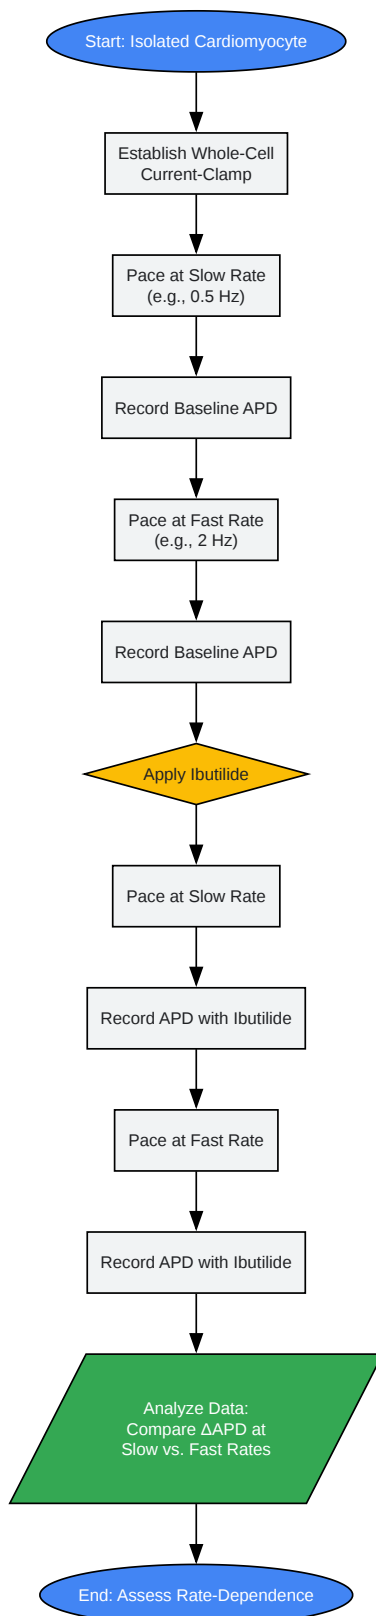 Start: Isolated Cardiomyocyte
Establish Whole-Cell
Current-Clamp
Pace at Slow Rate
(e.g., 0.5 Hz)
Record Baseline APD
Pace at Fast Rate
(e.g., 2 Hz)
Record Baseline APD
Apply Ibutilide
Pace at Slow Rate
Record APD with Ibutilide
Pace at Fast Rate
Record APD with Ibutilide
Analyze Data:
Compare ΔAPD at
Slow vs. Fast Rates
End: Assess Rate-Dependence